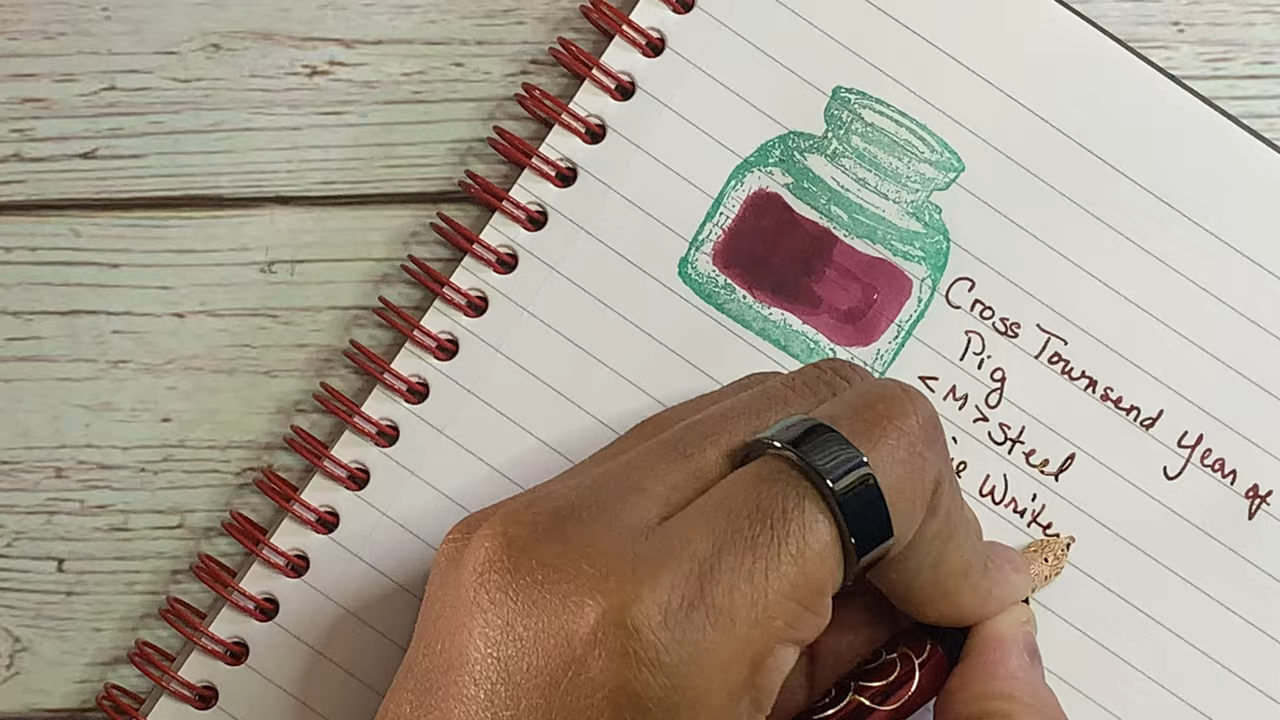 Cross Townsend Year of
Pig
<M> Steel
Writer